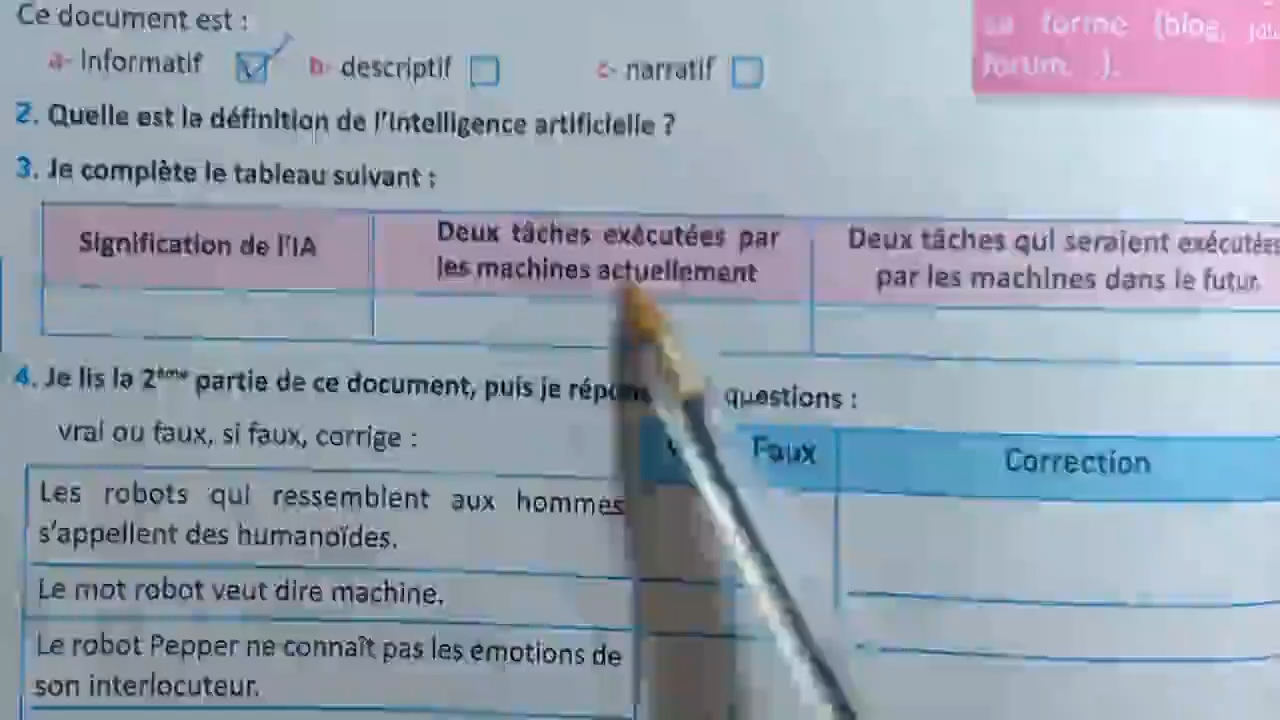 Ce document est :
sa forme (blog,
forum, ...).
a- Informatif b- descriptif c- narratif
2. Quelle est la définition de l'Intelligence artificielle ?
3. Je complète le tableau suivant :
Signification de l'IA
Deux tâches exécutées par
les machines actuellement
Deux tâches qui seraient exécutées
par les machines dans le futur.
4. Je lis la 2ème partie de ce document, puis je questions :
vrai ou faux, si faux, corrige :
Faux
Correction
Les robots qui ressemblent aux hommes
s'appellent des humanoïdes.
Le mot robot veut dire machine.
Le robot Pepper ne connaît pas les émotions de
son interlocuteur.